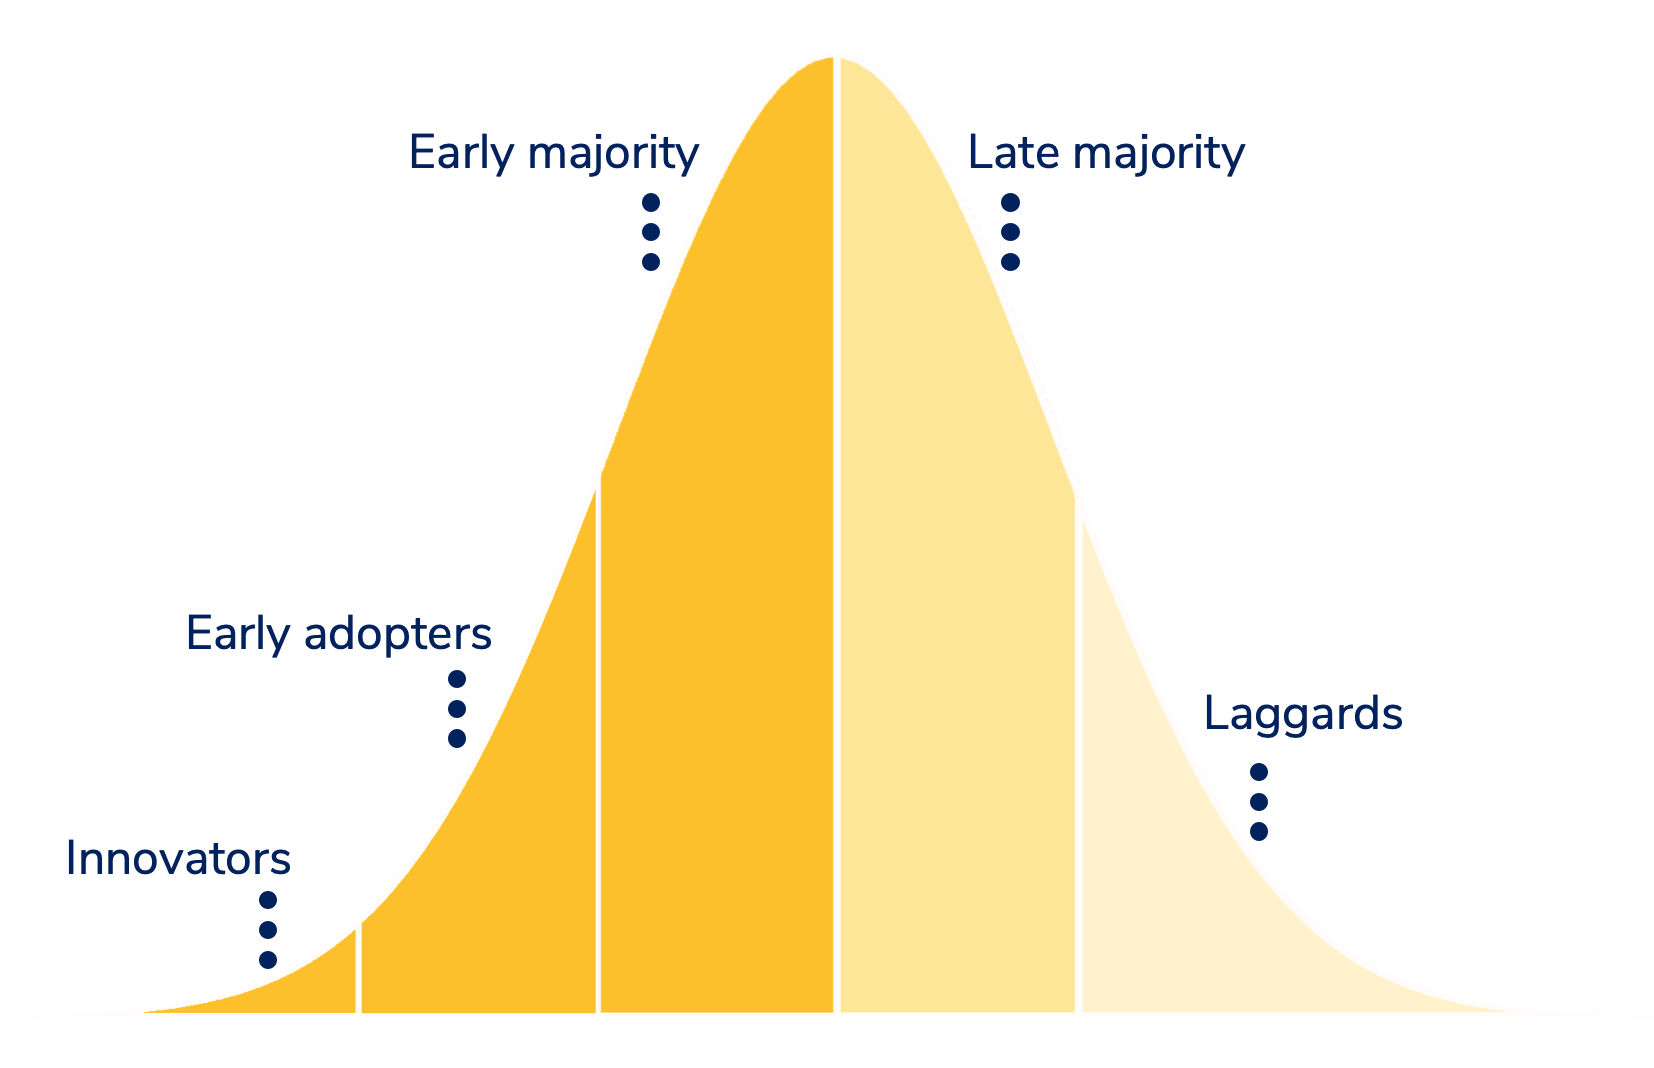 Early majority
Late majority
Early adopters
Laggards
Innovators